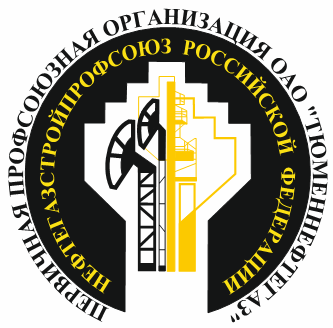 ПЕРВИЧНАЯ ПРОФСОЮЗНАЯ ОРГАНИЗАЦИЯ ОАО "ТЮМЕННЕФТЕГАЗ"
НЕФТЕГАЗСТРОЙПРОФСОЮЗ РОССИЙСКОЙ ФЕДЕРАЦИИ